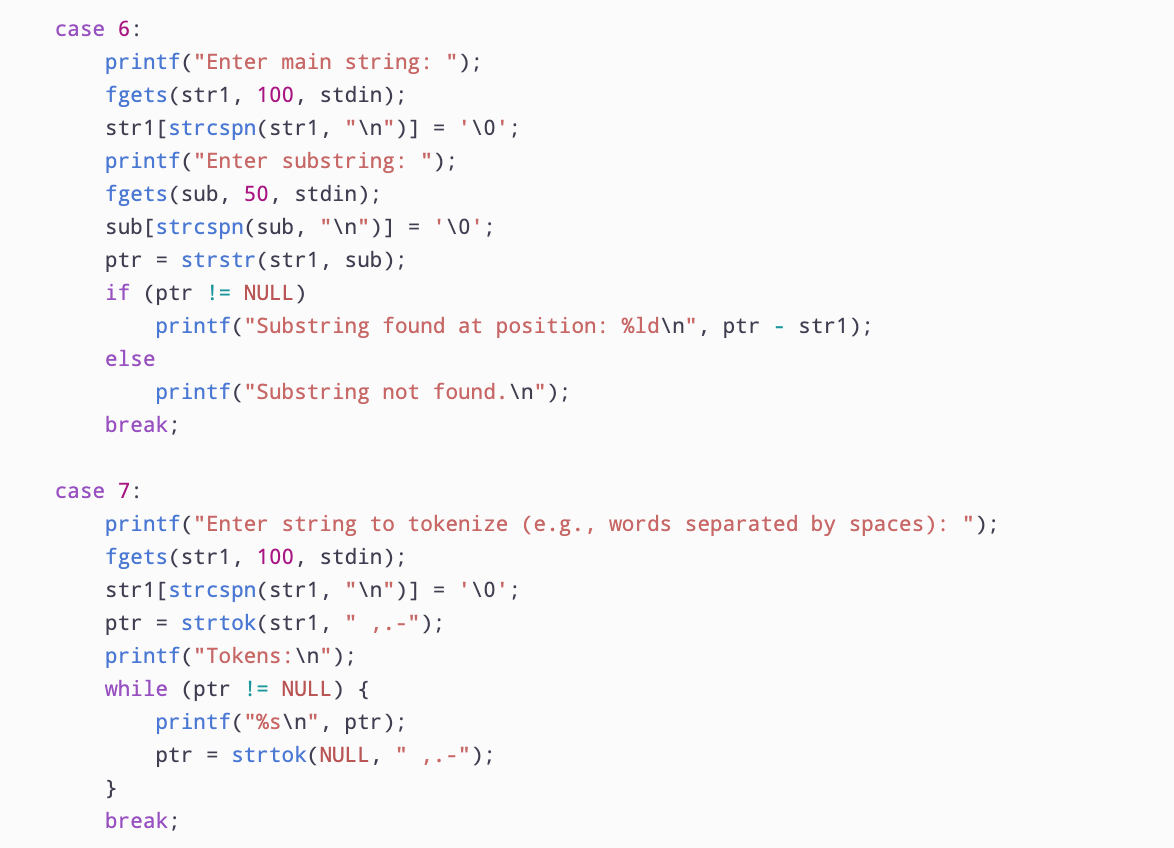 case 6:
    printf("Enter main string: ");
    fgets(str1, 100, stdin);
    str1[strcspn(str1, "\n")] = '\0';
    printf("Enter substring: ");
    fgets(sub, 50, stdin);
    sub[strcspn(sub, "\n")] = '\0';
    ptr = strstr(str1, sub);
    if (ptr != NULL)
        printf("Substring found at position: %ld\n", ptr - str1);
    else
        printf("Substring not found.\n");
    break;

case 7:
    printf("Enter string to tokenize (e.g., words separated by spaces): ");
    fgets(str1, 100, stdin);
    str1[strcspn(str1, "\n")] = '\0';
    ptr = strtok(str1, " ,.-");
    printf("Tokens:\n");
    while (ptr != NULL) {
        printf("%s\n", ptr);
        ptr = strtok(NULL, " ,.-");
    }
    break;